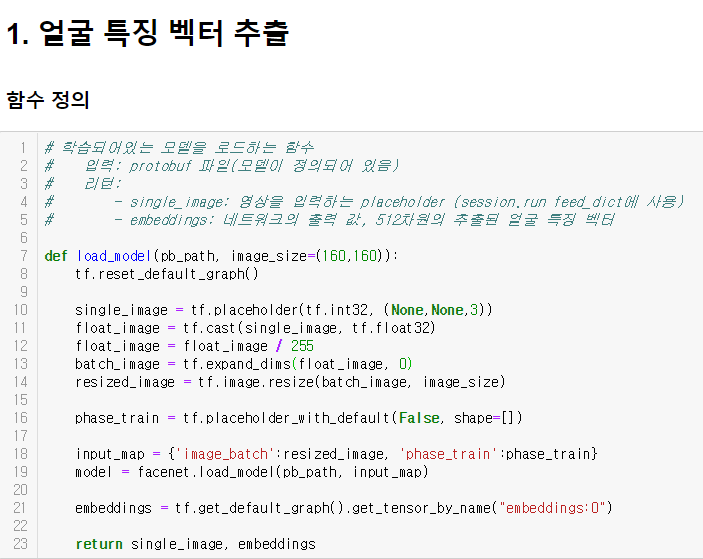 1. 얼굴 특징 벡터 추출
함수 정의
1 # 학습되어있는 모델을 로드하는 함수
2 #    입력: protobuf 파일(모델이 정의되어 있음)
3 #    리턴:
4 #        - single_image: 영상을 입력하는 placeholder (session.run feed_dict에 사용)
5 #        - embeddings: 네트워크의 출력 값, 512차원의 추출된 얼굴 특징 벡터
6
7 def load_model(pb_path, image_size=(160,160)):
8     tf.reset_default_graph()
9
10     single_image = tf.placeholder(tf.int32, (None,None,3))
11     float_image = tf.cast(single_image, tf.float32)
12     float_image = float_image / 255
13     batch_image = tf.expand_dims(float_image, 0)
14     resized_image = tf.image.resize(batch_image, image_size)
15
16     phase_train = tf.placeholder_with_default(False, shape=[])
17
18     input_map = {'image_batch':resized_image, 'phase_train':phase_train}
19     model = facenet.load_model(pb_path, input_map)
20
21     embeddings = tf.get_default_graph().get_tensor_by_name("embeddings:0")
22
23     return single_image, embeddings